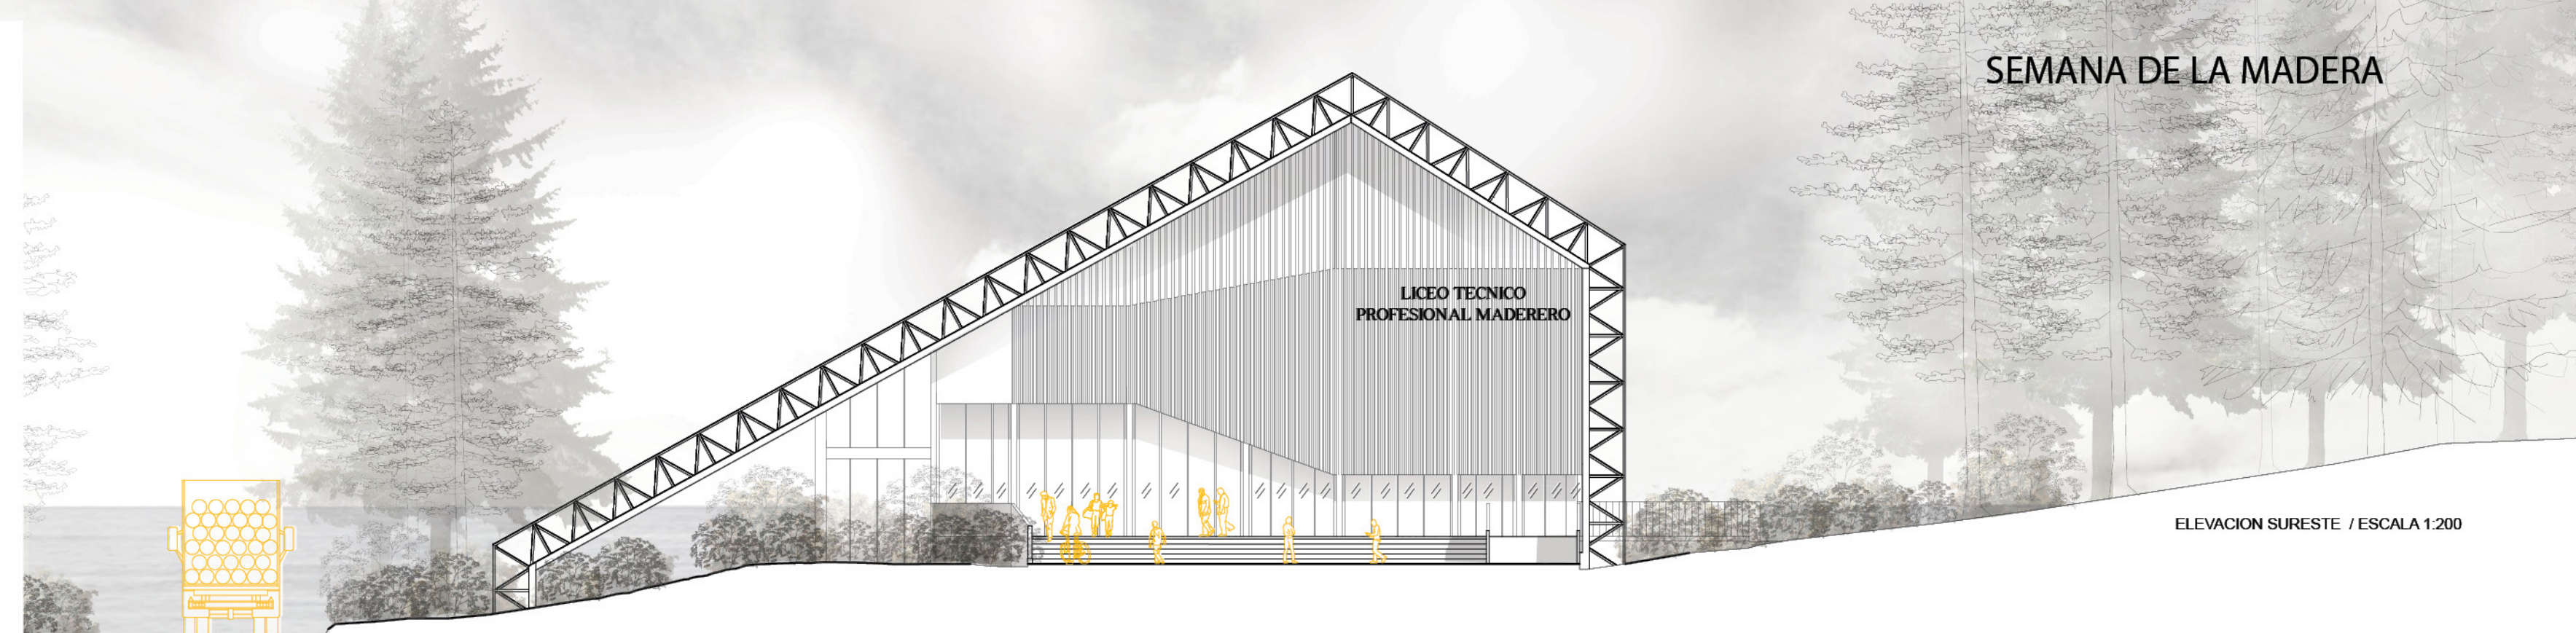 SEMANA DE LA MADERA
LICEO TECNICO
PROFESIONAL MADERERO
ELEVACION SURESTE / ESCALA 1:200